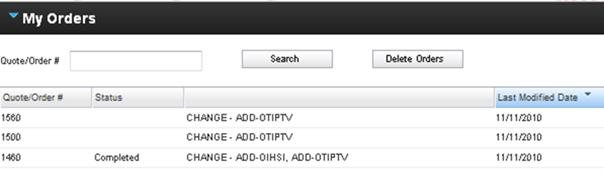 My Orders
Quote/Order # Search Delete Orders
Quote/Order # Status Last Modified Date
1560 CHANGE - ADD-OTIPTV 11/11/2010
1500 CHANGE - ADD-OTIPTV 11/11/2010
1460 Completed CHANGE - ADD-OIHSI, ADD-OTIPTV 11/11/2010